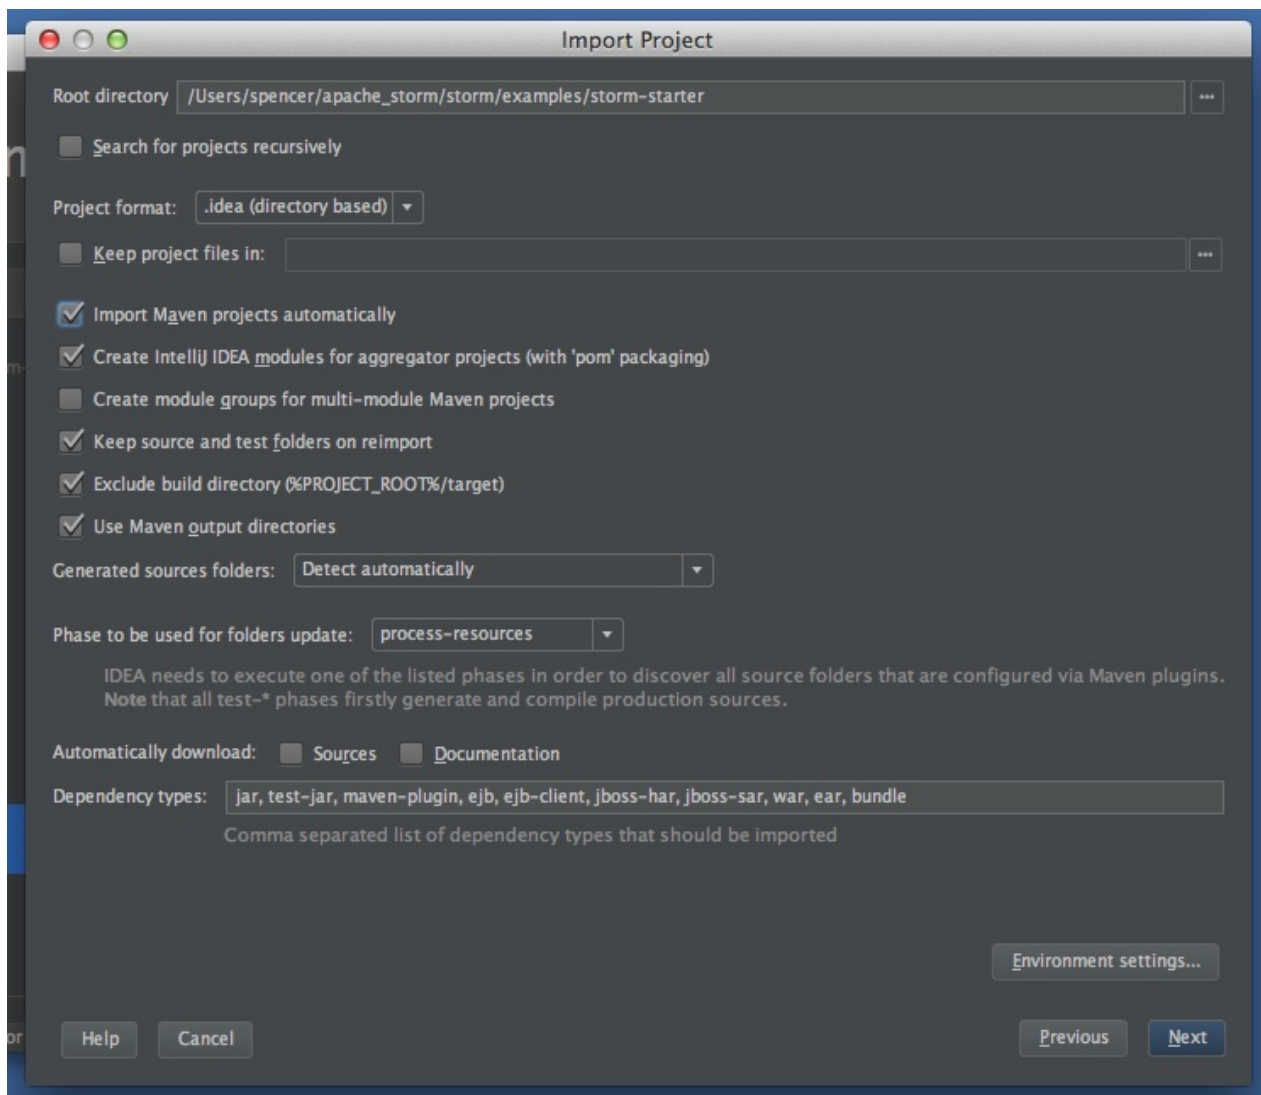 Import Project
Root directory /Users/spencer/apache_storm/storm/examples/storm-starter ...
Search for projects recursively
Project format: .idea (directory based)
Keep project files in: ...
Import Maven projects automatically
Create IntelliJ IDEA modules for aggregator projects (with 'pom' packaging)
Create module groups for multi-module Maven projects
Keep source and test folders on reimport
Exclude build directory (%PROJECT_ROOT%/target)
Use Maven output directories
Generated sources folders: Detect automatically
Phase to be used for folders update: process-resources
IDEA needs to execute one of the listed phases in order to discover all source folders that are configured via Maven plugins.
Note that all test-* phases firstly generate and compile production sources.
Automatically download: Sources Documentation
Dependency types: jar, test-jar, maven-plugin, ejb, ejb-client, jboss-har, jboss-sar, war, ear, bundle
Comma separated list of dependency types that should be imported
Environment settings...
Help Cancel Previous Next